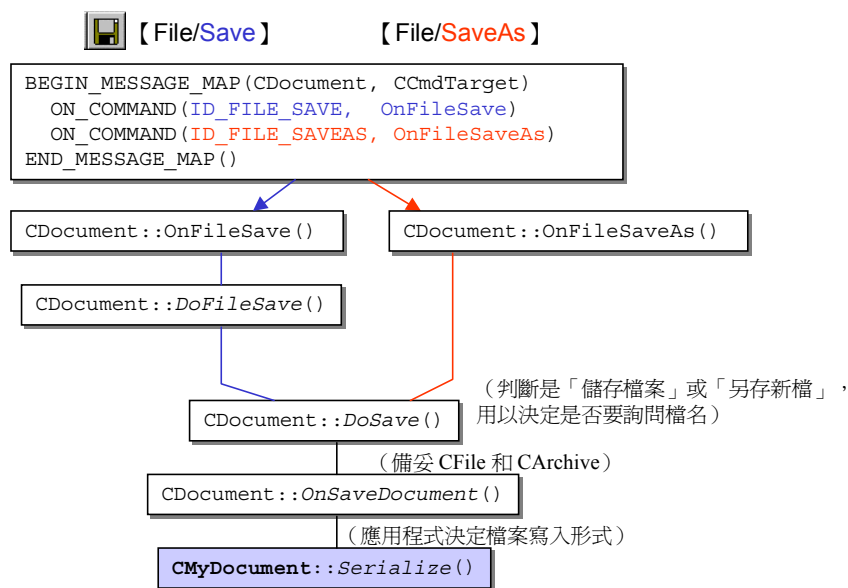 【File/Save】 【File/SaveAs】
BEGIN_MESSAGE_MAP(CDocument, CCmdTarget)
ON_COMMAND(ID_FILE_SAVE, OnFileSave)
ON_COMMAND(ID_FILE_SAVEAS, OnFileSaveAs)
END_MESSAGE_MAP()
CDocument::OnFileSave() CDocument::OnFileSaveAs()
CDocument::DoFileSave()
（判斷是「儲存檔案」或「另存新檔」，
用以決定是否要詢問檔名）
CDocument::DoSave()
（備妥 CFile 和 CArchive）
CDocument::OnSaveDocument()
（應用程式決定檔案寫入形式）
CMyDocument::Serialize()